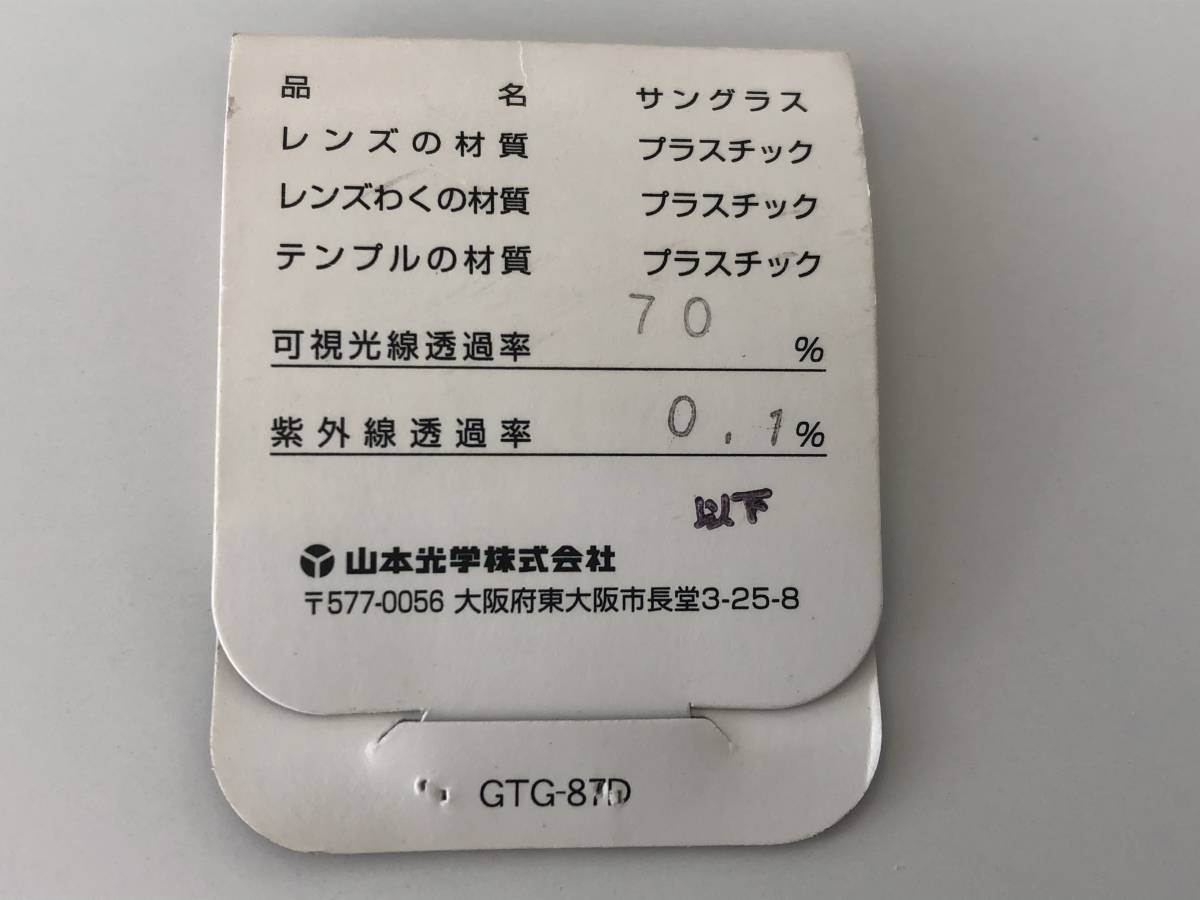 品名 サングラス
レンズの材質 プラスチック
レンズわくの材質 プラスチック
テンプルの材質 プラスチック
可視光線透過率 70 %
紫外線透過率 0.1%
以下
山本光学株式会社
〒577-0056 大阪府東大阪市長堂3-25-8
GTG-87D